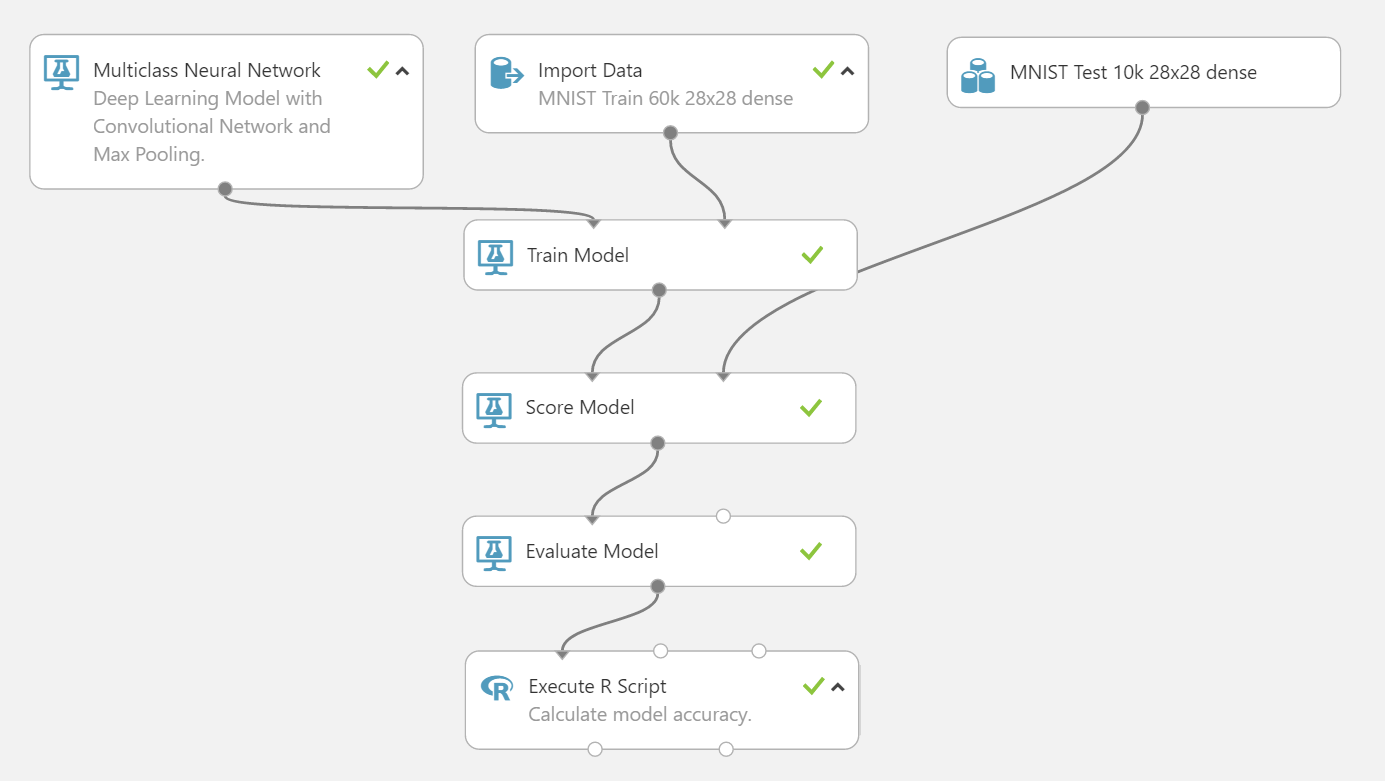 Multiclass Neural Network
Deep Learning Model with
Convolutional Network and
Max Pooling.
Import Data
MNIST Train 60k 28x28 dense
MNIST Test 10k 28x28 dense
Train Model
Score Model
Evaluate Model
R Execute R Script
Calculate model accuracy.